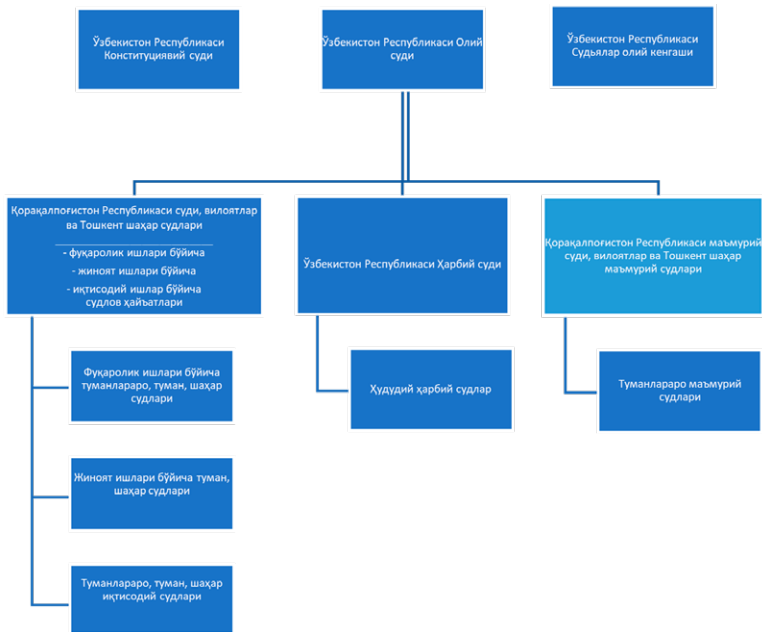 Ўзбекистон Республикаси
Конституциявий суди
Ўзбекистон Республикаси Олий
суди
Ўзбекистон Республикаси
Судьялар олий кенгаши
Қорақалпоғистон Республикаси суди, вилоятлар
ва Тошкент шаҳар судлари
- фуқаролик ишлари бўйича
- жиноят ишлари бўйича
- иқтисодий ишлар бўйича
судлов ҳайъатлари
Ўзбекистон Республикаси Ҳарбий суди
Қорақалпоғистон Республикаси маъмурий
суди, вилоятлар ва Тошкент шаҳар
маъмурий судлари
Фуқаролик ишлари бўйича
туманлараро, туман, шаҳар
судлари
Ҳудудий ҳарбий судлар
Туманлараро маъмурий
судлари
Жиноят ишлари бўйича туман,
шаҳар судлари
Туманлараро, туман, шаҳар
иқтисодий судлари